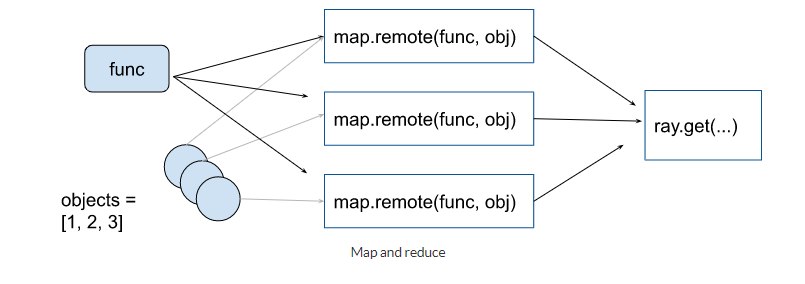 map.remote(func, obj)
func
map.remote(func, obj)
ray.get(...)
objects =
[1, 2, 3]
map.remote(func, obj)
Map and reduce